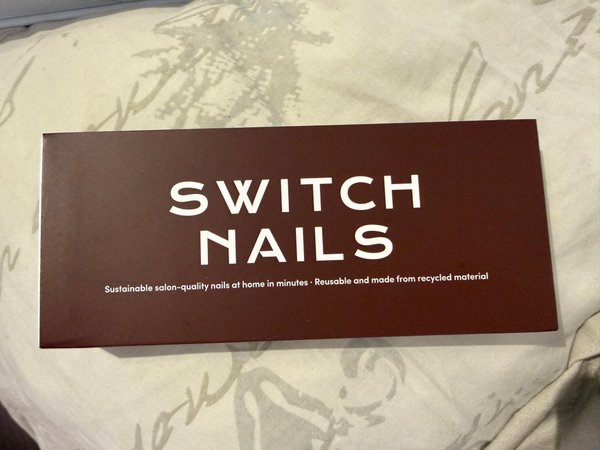 SWITCH
NAILS
Sustainable salon-quality nails at home in minutes · Reusable and made from recycled material